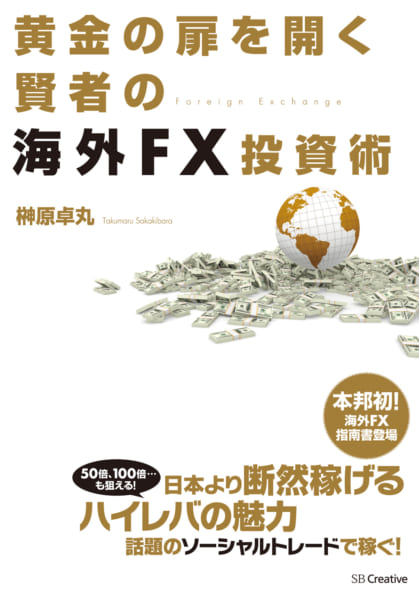 黄金の扉を開く
賢者の
Foreign Exchange
海外FX投資術
榊原卓丸
Takumaru Sakakibara
本邦初!
海外FX
指南書登場
50倍、100倍…
も狙える!
日本より断然稼げる
ハイレバの魅力
話題のソーシャルトレードで稼ぐ!
SB Creative